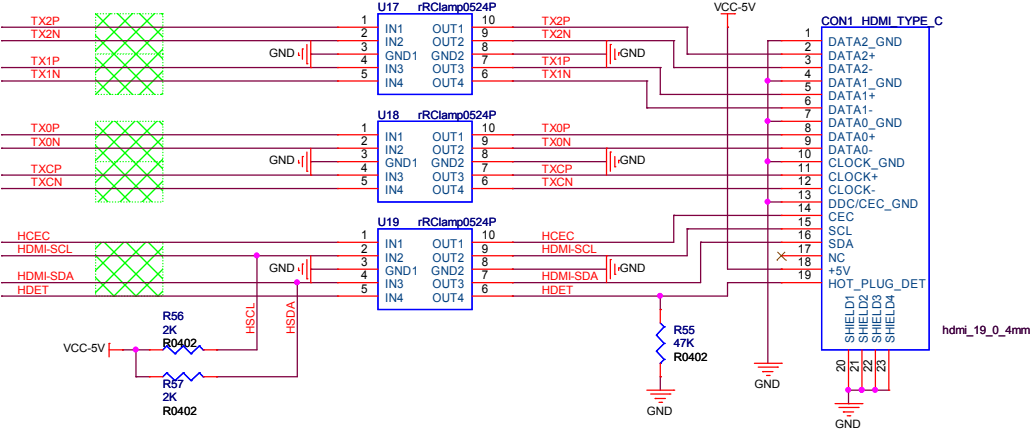 U17 rRClamp0524P VCC-5V
CON1 HDMI_TYPE_C
TX2P 1 IN1 OUT1 10 TX2P
TX2N 2 IN2 OUT2 9 TX2N
GND 3 GND1 GND2 8 GND
TX1P 4 IN3 OUT3 7 TX1P
TX1N 5 IN4 OUT4 6 TX1N
U18 rRClamp0524P
TX0P 1 IN1 OUT1 10 TX0P
TX0N 2 IN2 OUT2 9 TX0N
GND 3 GND1 GND2 8 GND
TXCP 4 IN3 OUT3 7 TXCP
TXCN 5 IN4 OUT4 6 TXCN
U19 rRClamp0524P
HCEC 1 IN1 OUT1 10 HCEC
HDMI-SCL 2 IN2 OUT2 9 HDMI-SCL
GND 3 GND1 GND2 8 GND
HDMI-SDA 4 IN3 OUT3 7 HDMI-SDA
HDET 5 IN4 OUT4 6 HDET
1 DATA2_GND
2 DATA2+
3 DATA2-
4 DATA1_GND
5 DATA1+
6 DATA1-
7 DATA0_GND
8 DATA0+
9 DATA0-
10 CLOCK_GND
11 CLOCK+
12 CLOCK-
13 DDC/CEC_GND
14 CEC
15 SCL
16 SDA
17 NC
18 +5V
19 HOT_PLUG_DET
SHIELD1
SHIELD2
SHIELD3
SHIELD4
20
21
22
23
hdmi_19_0_4mm
HSCL
HSDA
R56
2K
R0402
VCC-5V
R57
2K
R0402
R55
47K
R0402
GND
GND
GND